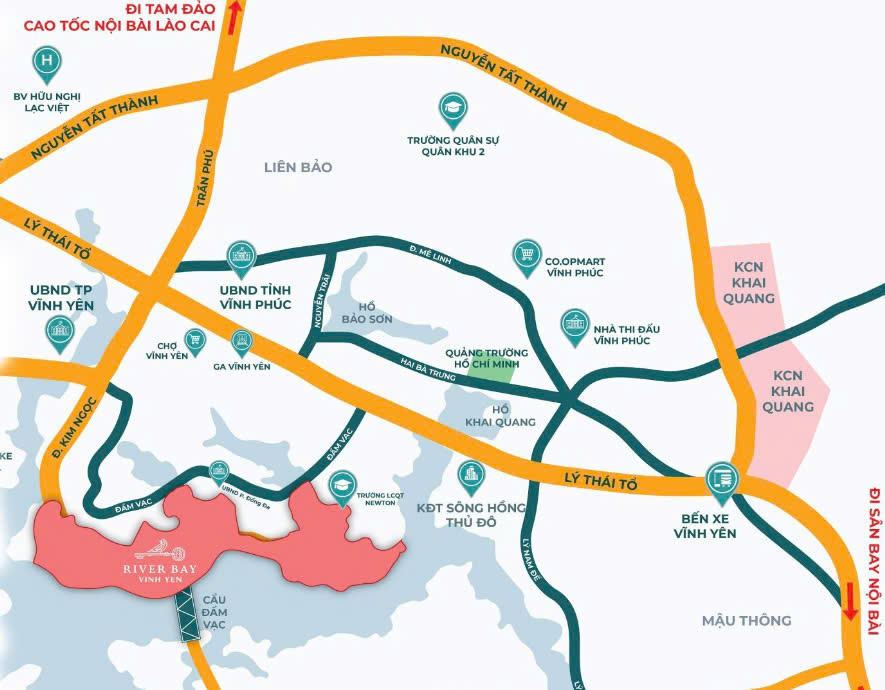 ĐI TAM ĐẢO
CAO TỐC NỘI BÀI LÀO CAI
H
BV HỮU NGHỊ
LẠC VIỆT
NGUYỄN TẤT THÀNH
NGUYỄN TẤT THÀNH
TRƯỜNG QUÂN SỰ
QUÂN KHU 2
LIÊN BẢO
TRẦN PHÚ
LÝ THÁI TỔ
Đ. MÊ LINH
CO.OPMART
VĨNH PHÚC
KCN
KHAI
QUANG
UBND TP
VĨNH YÊN
UBND TỈNH
VĨNH PHÚC
NGUYỄN TRÃI
HỒ
BẢO SƠN
NHÀ THI ĐẤU
VĨNH PHÚC
CHỢ
VĨNH YÊN
GA VĨNH YÊN
HAI BÀ TRƯNG
QUẢNG TRƯỜNG
HỒ CHÍ MINH
KCN
KHAI
QUANG
HỒ
KHAI QUANG
Đ. KIM NGỌC
ĐẦM VẠC
KE
UBND P. Đống Đa
TRƯỜNG LCQT
NEWTON
LÝ THÁI TỔ
ĐẦM VẠC
KĐT SÔNG HỒNG
THỦ ĐÔ
BẾN XE
VĨNH YÊN
ĐI SÂN BAY NỘI BÀI
RIVER BAY
VINH YEN
LÝ NAM ĐẾ
CẦU
ĐẦM
VẠC
MẬU THÔNG
LÝ